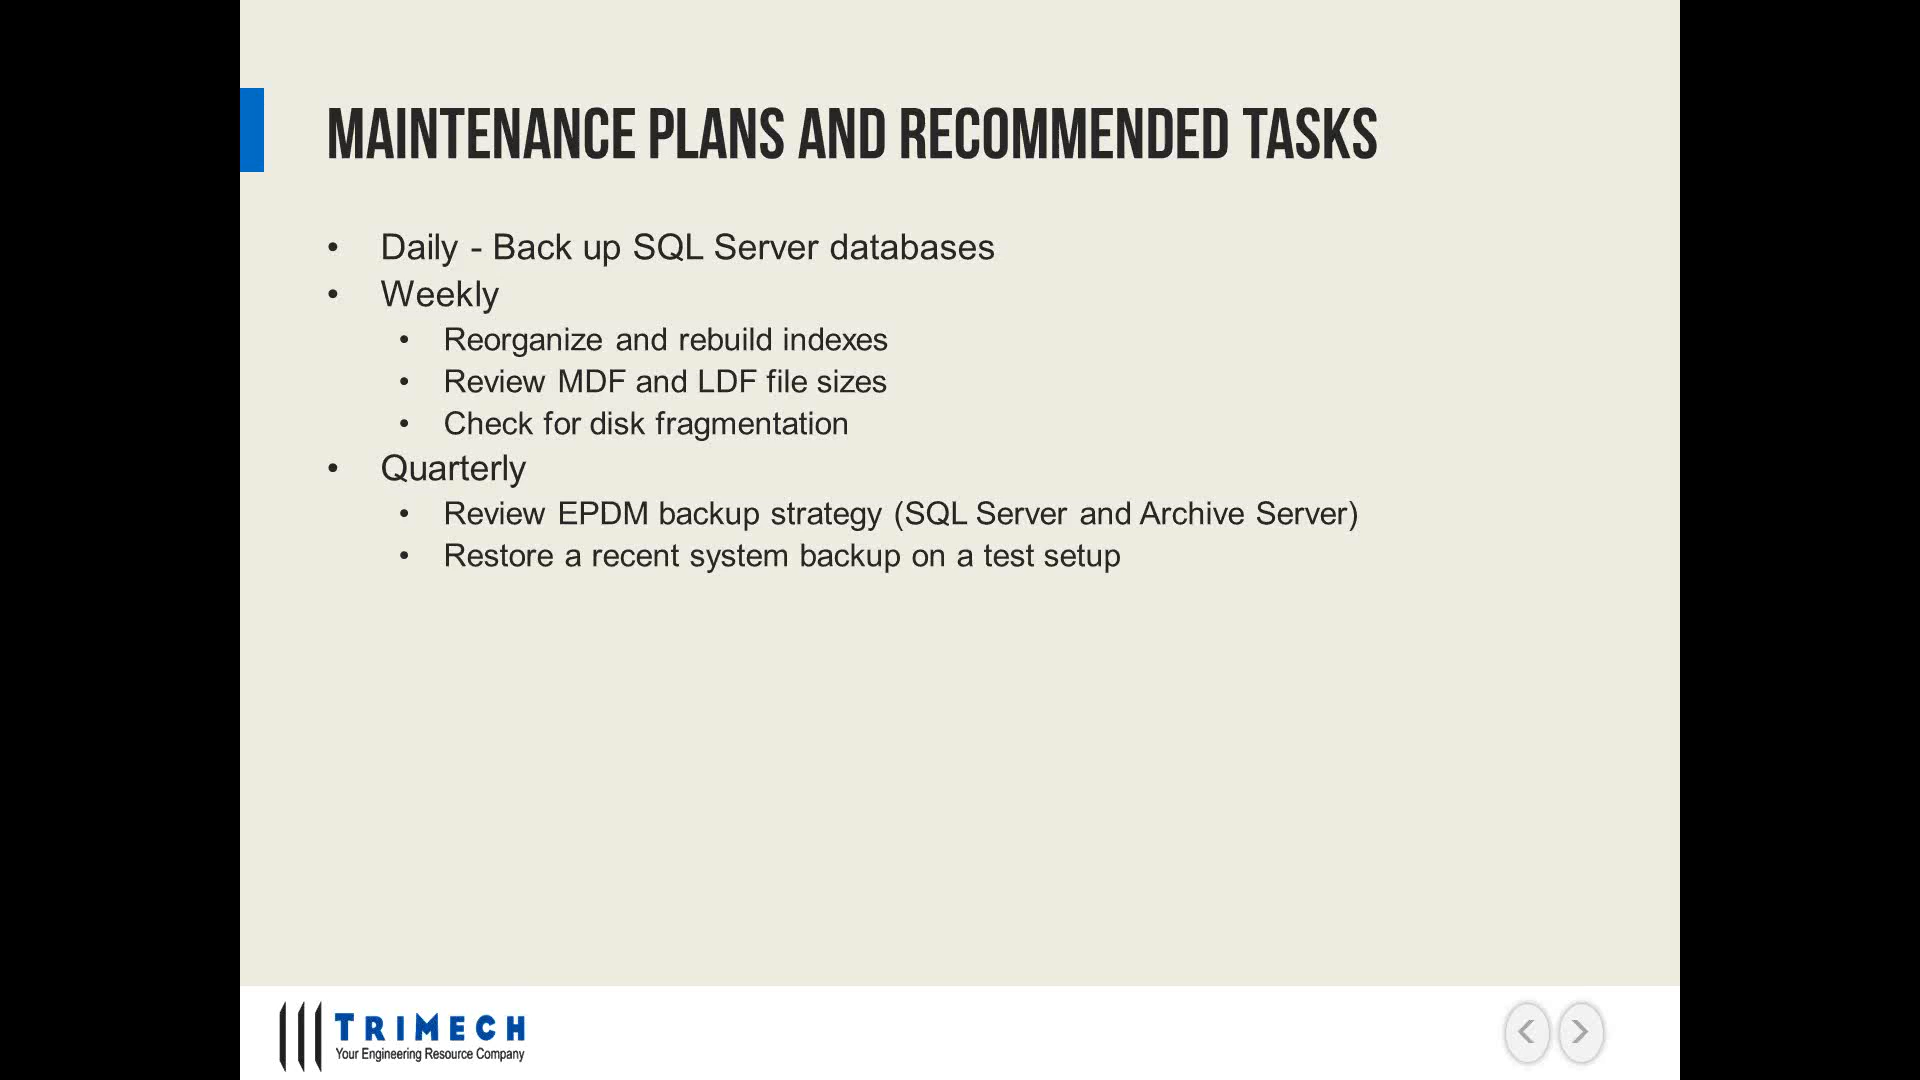 MAINTENANCE PLANS AND RECOMMENDED TASKS
• Daily - Back up SQL Server databases
• Weekly
• Reorganize and rebuild indexes
• Review MDF and LDF file sizes
• Check for disk fragmentation
• Quarterly
• Review EPDM backup strategy (SQL Server and Archive Server)
• Restore a recent system backup on a test setup
TRIMECH
Your Engineering Resource Company